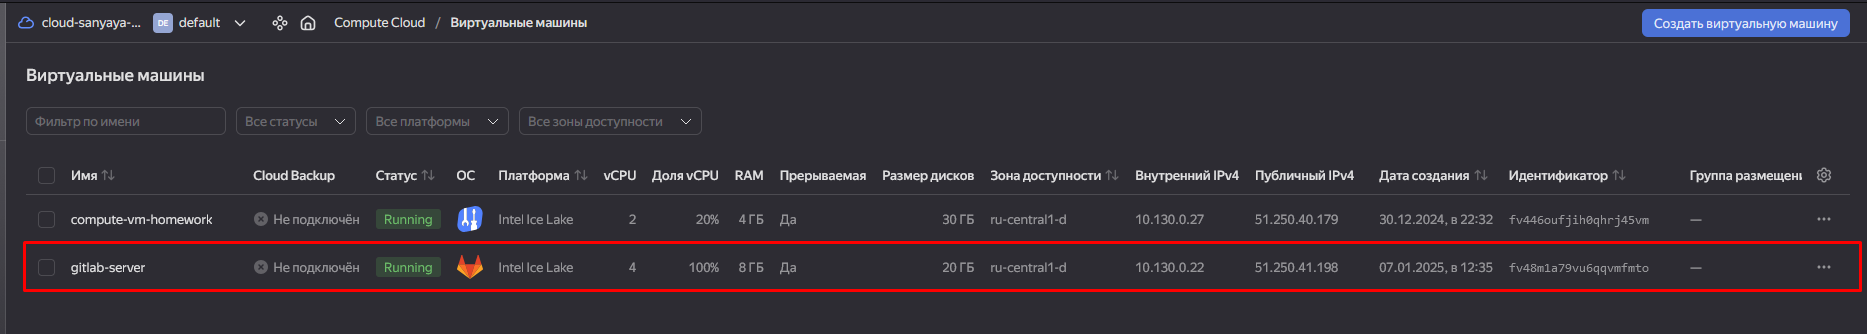 cloud-sanyaya-... DE default Compute Cloud / Виртуальные машины Создать виртуальную машину
Виртуальные машины
Фильтр по имени Все статусы Все платформы Все зоны доступности
Имя Cloud Backup Статус ОС Платформа vCPU Доля vCPU RAM Прерываемая Размер дисков Зона доступности Внутренний IPv4 Публичный IPv4 Дата создания Идентификатор Группа размещени
compute-vm-homework Не подключён Running Intel Ice Lake 2 20% 4 ГБ Да 30 ГБ ru-central1-d 10.130.0.27 51.250.40.179 30.12.2024, в 22:32 fv446oufjih0qhrj45vm — ...
gitlab-server Не подключён Running Intel Ice Lake 4 100% 8 ГБ Да 20 ГБ ru-central1-d 10.130.0.22 51.250.41.198 07.01.2025, в 12:35 fv48m1a79vu6qqvmfmto — ...